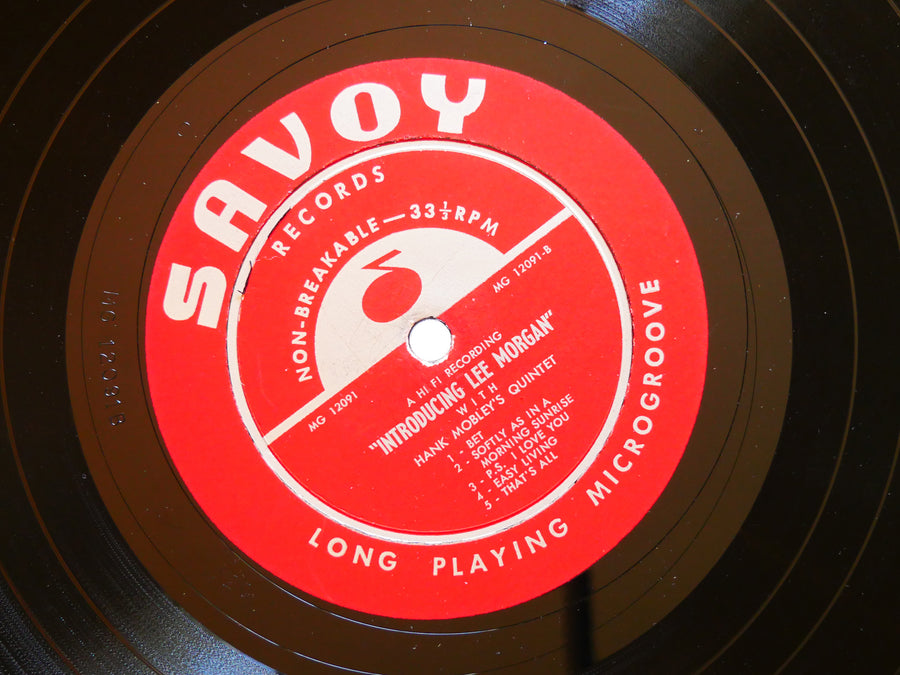 SAVOY
RECORDS
NON-BREAKABLE—33⅓RPM
MG 12091
MG 12091-B
A HI FI RECORDING
"INTRODUCING LEE MORGAN"
WITH
HANK MOBLEY'S QUINTET
1 - BET
2 - SOFTLY AS IN A
MORNING SUNRISE
3 - P.S. I LOVE YOU
4 - EASY LIVING
5 - THAT'S ALL
LONG PLAYING MICROGROOVE